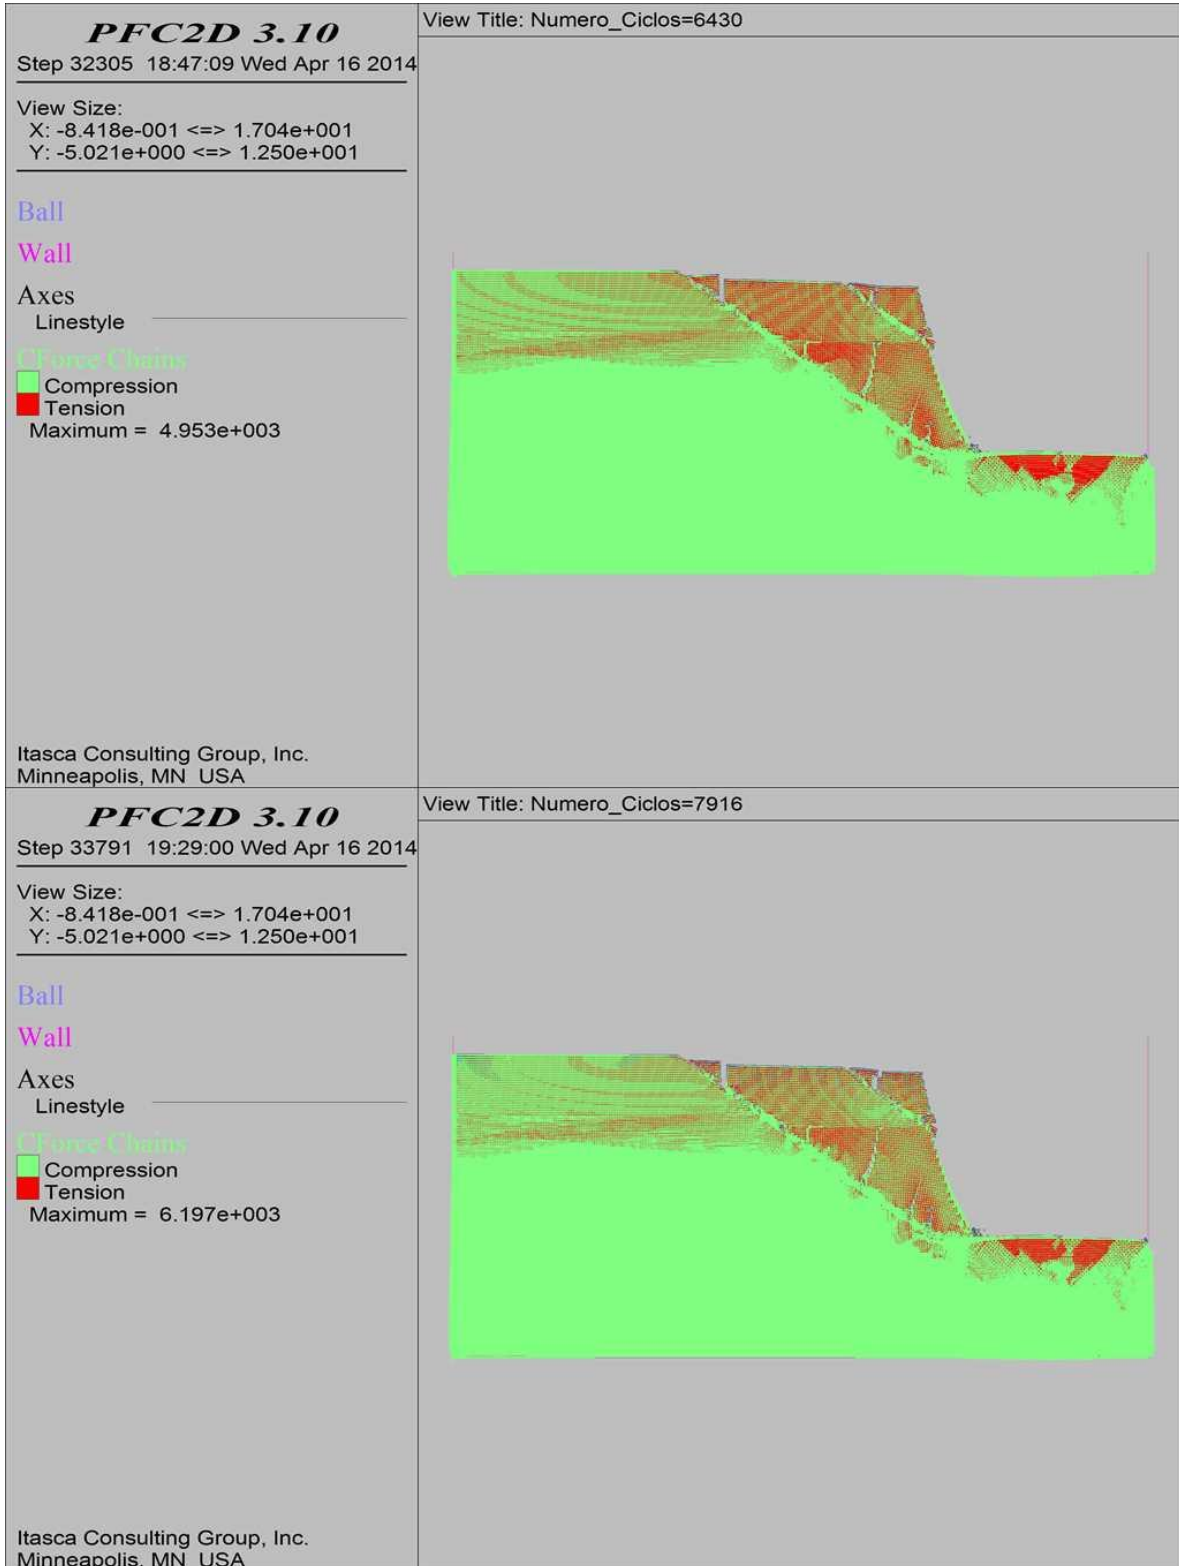 PFC2D 3.10
Step 32305 18:47:09 Wed Apr 16 2014
View Size:
X: -8.418e-001 <=> 1.704e+001
Y: -5.021e+000 <=> 1.250e+001
Ball
Wall
Axes
Linestyle
CForce Chains
Compression
Tension
Maximum = 4.953e+003
Itasca Consulting Group, Inc.
Minneapolis, MN USA
View Title: Numero_Ciclos=6430
PFC2D 3.10
Step 33791 19:29:00 Wed Apr 16 2014
View Size:
X: -8.418e-001 <=> 1.704e+001
Y: -5.021e+000 <=> 1.250e+001
Ball
Wall
Axes
Linestyle
CForce Chains
Compression
Tension
Maximum = 6.197e+003
Itasca Consulting Group, Inc.
Minneapolis, MN USA
View Title: Numero_Ciclos=7916